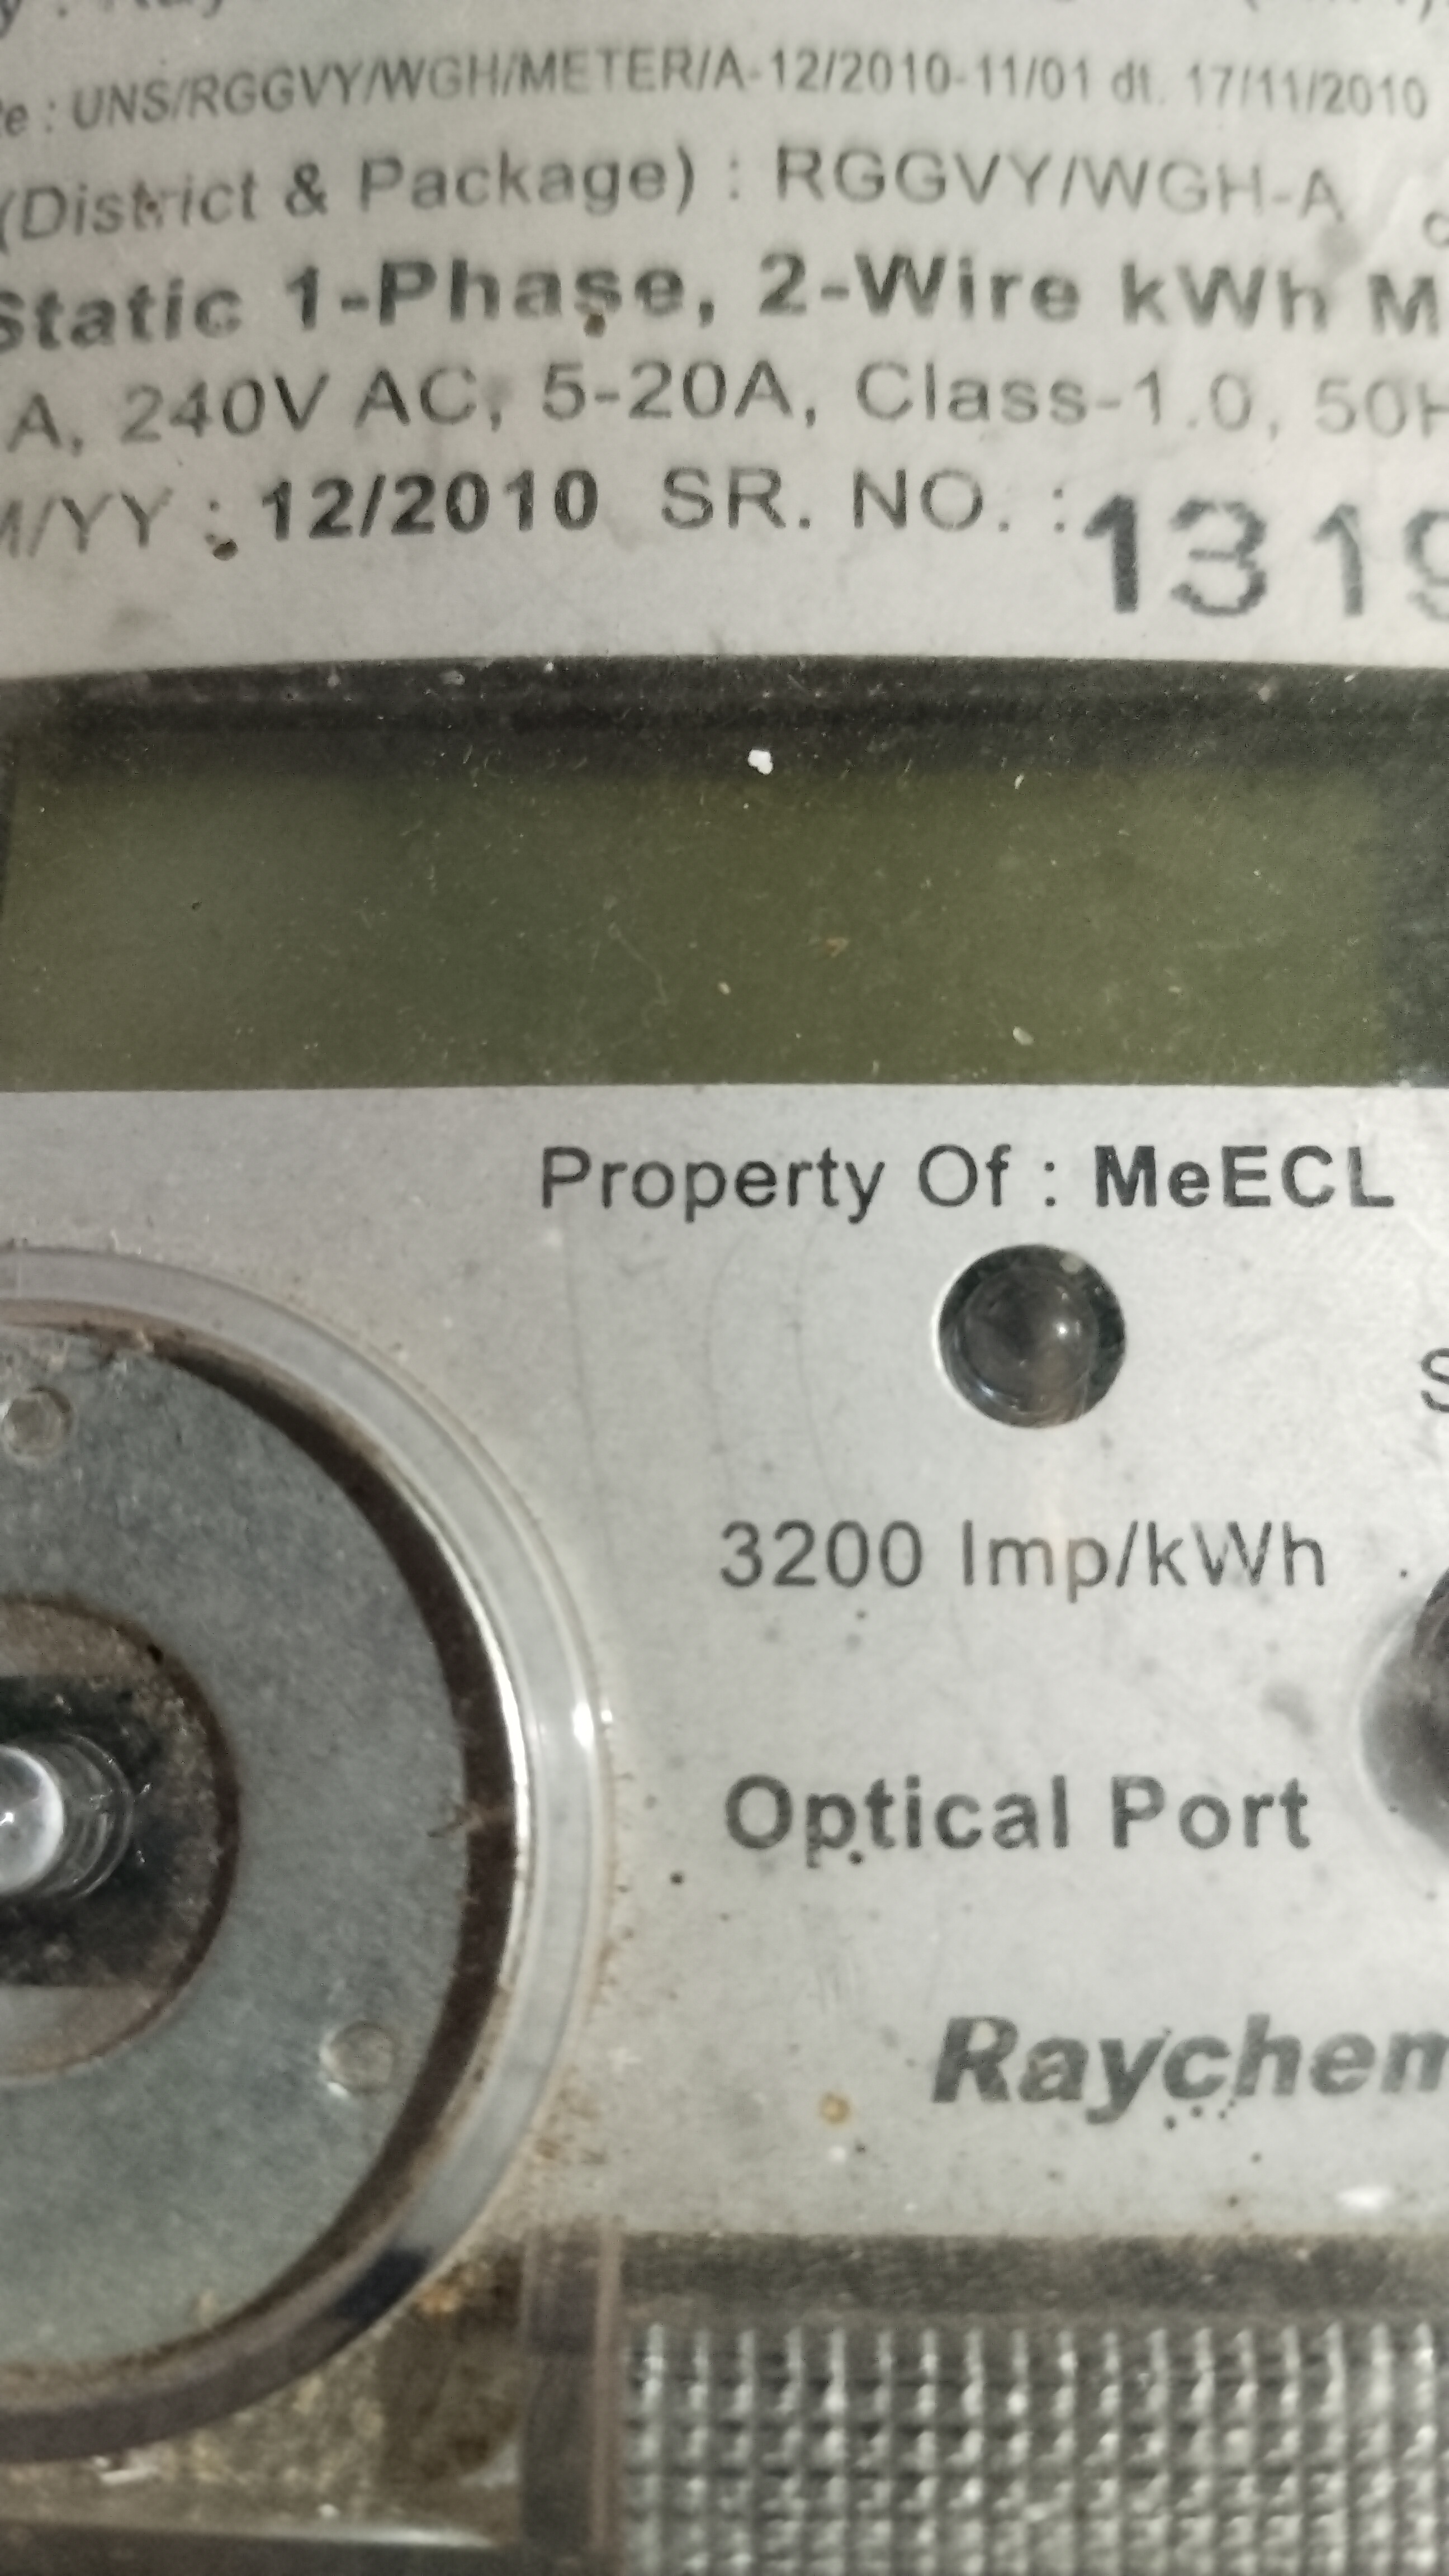 : UNS/RGGVY/WGH/METER/A-12/2010-11/01 dt. 17/11/2010
(District & Package) : RGGVY/WGH-A
Static 1-Phase, 2-Wire kWh M
A, 240V AC, 5-20A, Class-1.0, 50H
M/YY : 12/2010 SR. NO. : 1319
Property Of : MeECL
S
3200 Imp/kWh
Optical Port
Raychem